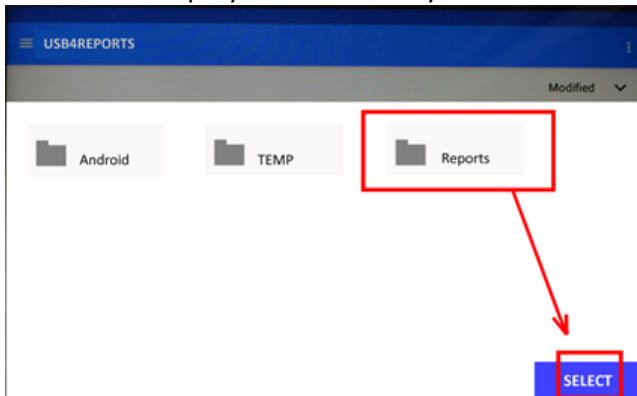 USB4REPORTS
Modified
Android
TEMP
Reports
SELECT